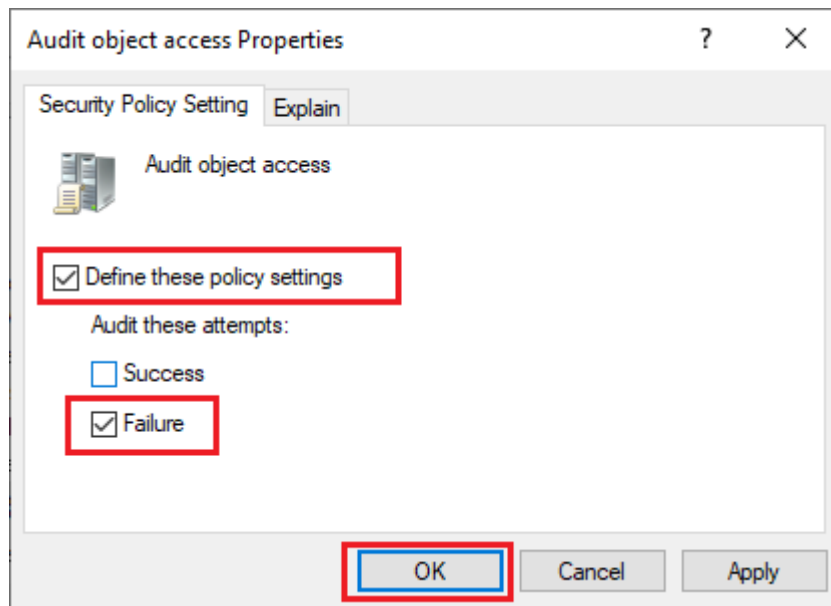 Audit object access Properties
?
Security Policy Setting
Explain
Audit object access
Define these policy settings
Audit these attempts:
Success
Failure
OK
Cancel
Apply